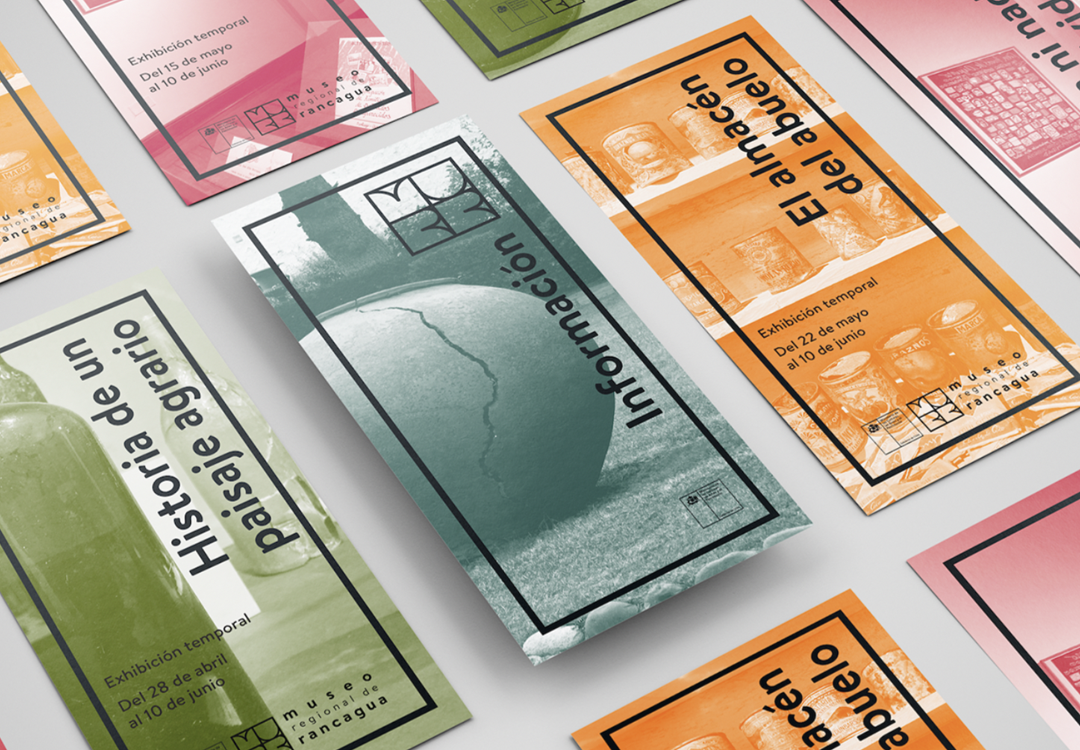 Exhibición temporal
Del 15 de mayo
al 10 de junio
museo
regional de
rancagua
museo
regional de
rancagua
Información
El almacén
del abuelo
Exhibición temporal
Del 22 de mayo
al 10 de junio
museo
regional de
rancagua
Historia de un
paisaje agrario
Exhibición temporal
Del 28 de abril
al 10 de junio
museo
regional de
rancagua
mi
abuelo